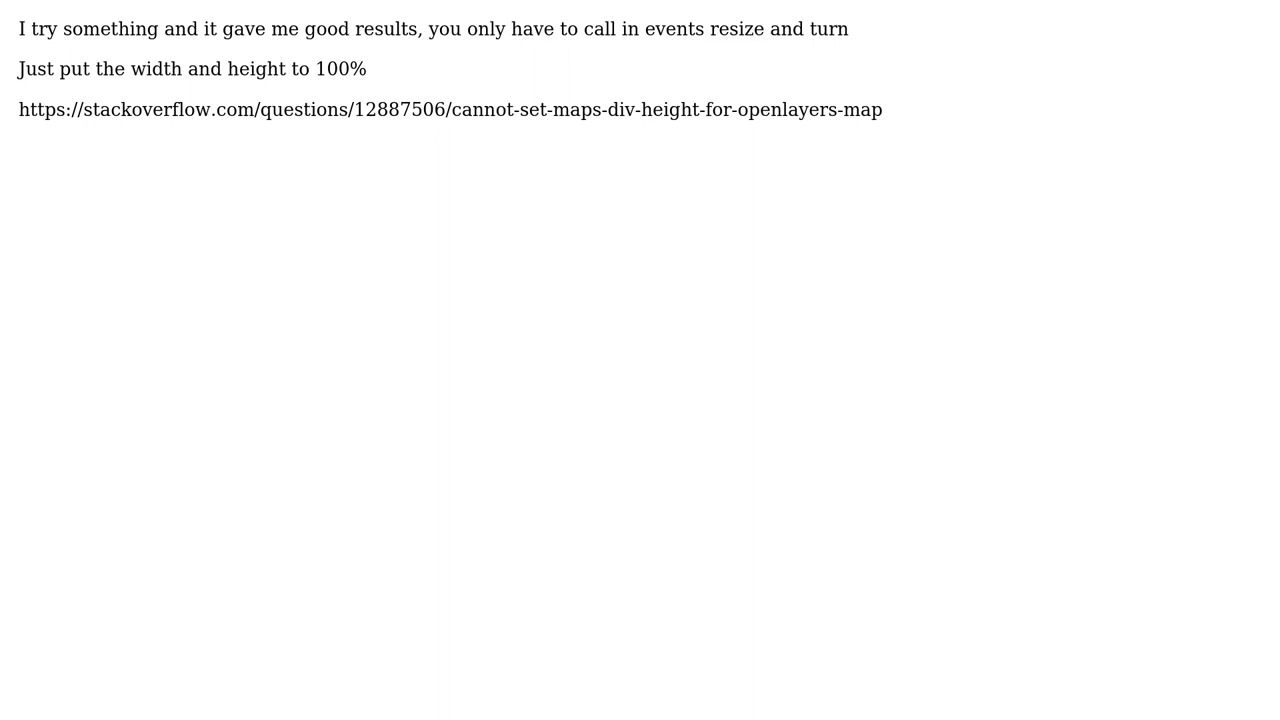 I try something and it gave me good results, you only have to call in events resize and turn
Just put the width and height to 100%
https://stackoverflow.com/questions/12887506/cannot-set-maps-div-height-for-openlayers-map